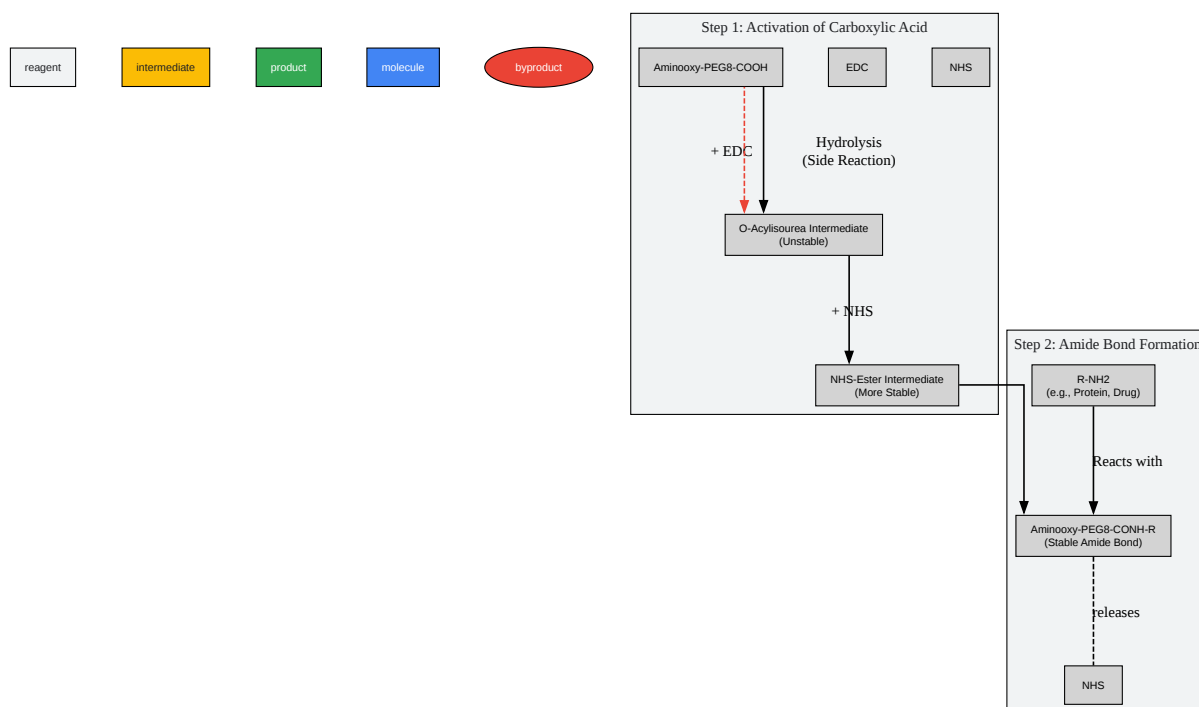 reagent
intermediate
product
molecule
byproduct
Step 1: Activation of Carboxylic Acid
Aminooxy-PEG8-COOH
EDC
NHS
+ EDC
Hydrolysis
(Side Reaction)
O-Acylisourea Intermediate
(Unstable)
+ NHS
NHS-Ester Intermediate
(More Stable)
Step 2: Amide Bond Formation
R-NH2
(e.g., Protein, Drug)
Reacts with
Aminooxy-PEG8-CONH-R
(Stable Amide Bond)
releases
NHS